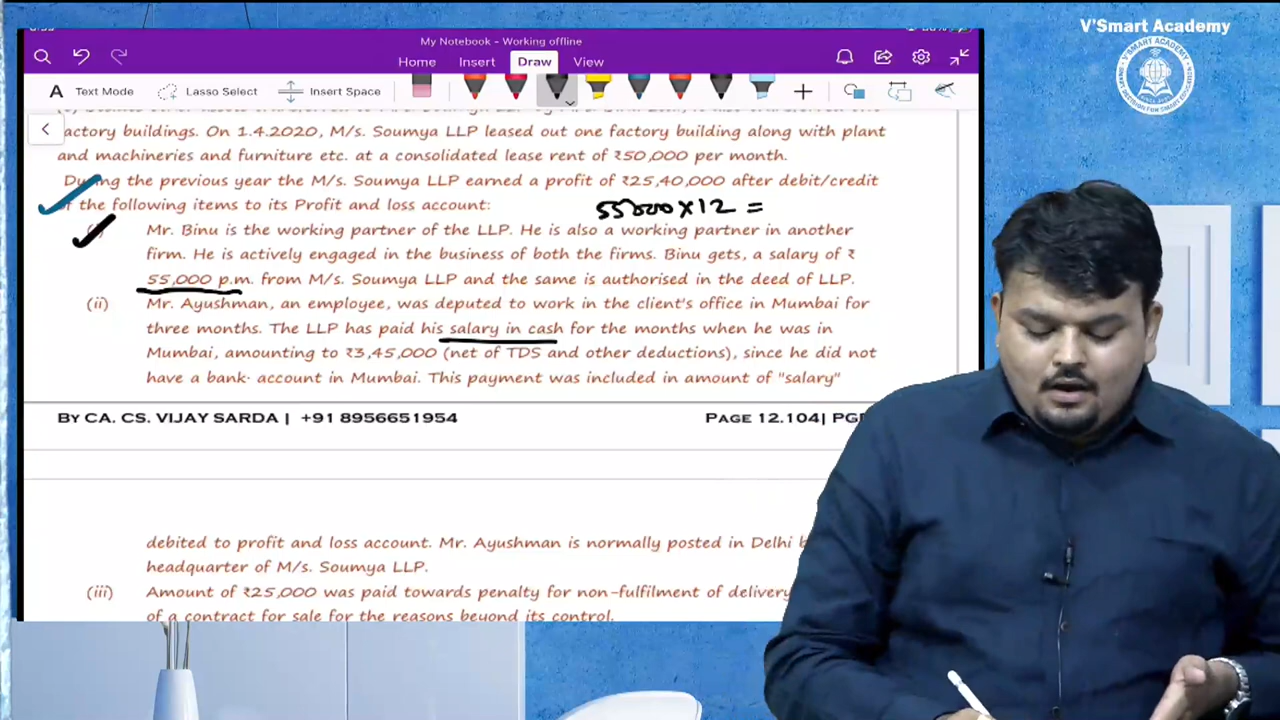 V'Smart Academy
V'SMART ACADEMY
My Notebook - Working offline
Home Insert Draw View
A Text Mode Lasso Select Insert Space
actory buildings. On 1.4.2020, M/s. Soumya LLP leased out one factory building along with plant
and machineries and furniture etc. at a consolidated lease rent of ₹50,000 per month.
During the previous year the M/s. Soumya LLP earned a profit of ₹25,40,000 after debit/credit
of the following items to its Profit and loss account:
55000 x 12 =
Mr. Binu is the working partner of the LLP. He is also a working partner in another
firm. He is actively engaged in the business of both the firms. Binu gets, a salary of ₹
55,000 p.m. from M/s. Soumya LLP and the same is authorised in the deed of LLP.
(ii) Mr. Ayushman, an employee, was deputed to work in the client's office in Mumbai for
three months. The LLP has paid his salary in cash for the months when he was in
Mumbai, amounting to ₹3,45,000 (net of TDS and other deductions), since he did not
have a bank account in Mumbai. This payment was included in amount of "salary"
BY CA. CS. VIJAY SARDA | +91 8956651954 PAGE 12.104|
debited to profit and loss account. Mr. Ayushman is normally posted in Delhi
headquarter of M/s. Soumya LLP.
(iii) Amount of ₹25,000 was paid towards penalty for non-fulfilment of delivery
of a contract for sale for the reasons beyond its control.